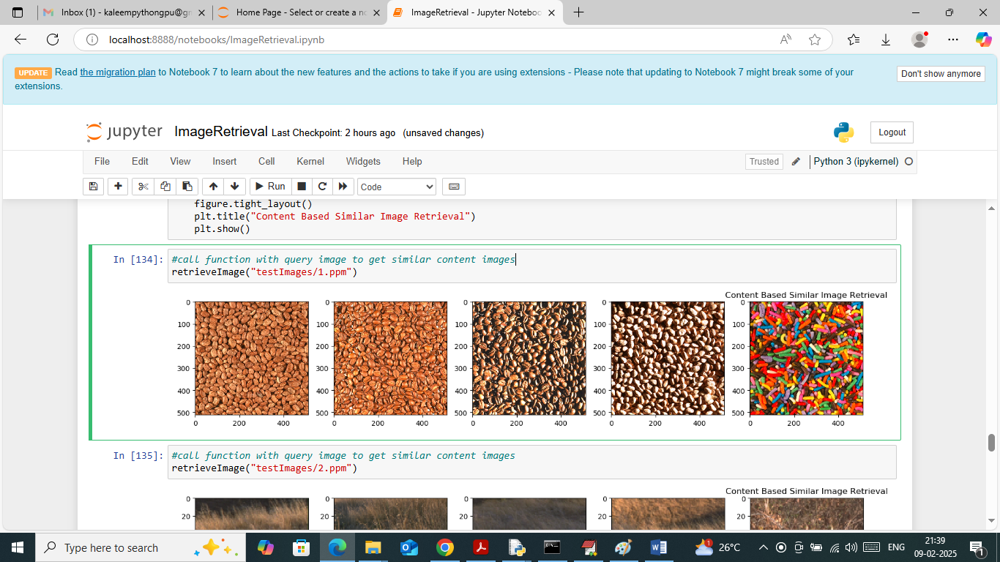 Inbox (1) - kaleempythongpu@gm
Home Page - Select or create a no
ImageRetrieval - Jupyter Noteboo
localhost:8888/notebooks/ImageRetrieval.ipynb
UPDATE Read the migration plan to Notebook 7 to learn about the new features and the actions to take if you are using extensions - Please note that updating to Notebook 7 might break some of your
extensions.
Don't show anymore
jupyter ImageRetrieval Last Checkpoint: 2 hours ago (unsaved changes)
Logout
File Edit View Insert Cell Kernel Widgets Help
Trusted Python 3 (ipykernel)
Run Code
figure.tight_layout()
plt.title("Content Based Similar Image Retrieval")
plt.show()
In [134]: #call function with query image to get similar content images
retrieveImage("testImages/1.ppm")
Content Based Similar Image Retrieval
0 0 0 0 0
100 100 100 100 100
200 200 200 200 200
300 300 300 300 300
400 400 400 400 400
500 500 500 500 500
0 200 400 0 200 400 0 200 400 0 200 400 0 200 400
In [135]: #call function with query image to get similar content images
retrieveImage("testImages/2.ppm")
Content Based Similar Image Retrieval
0 0 0 0 0
20 20 20 20 20
Type here to search
1
26°C
ENG
21:39
09-02-2025
1